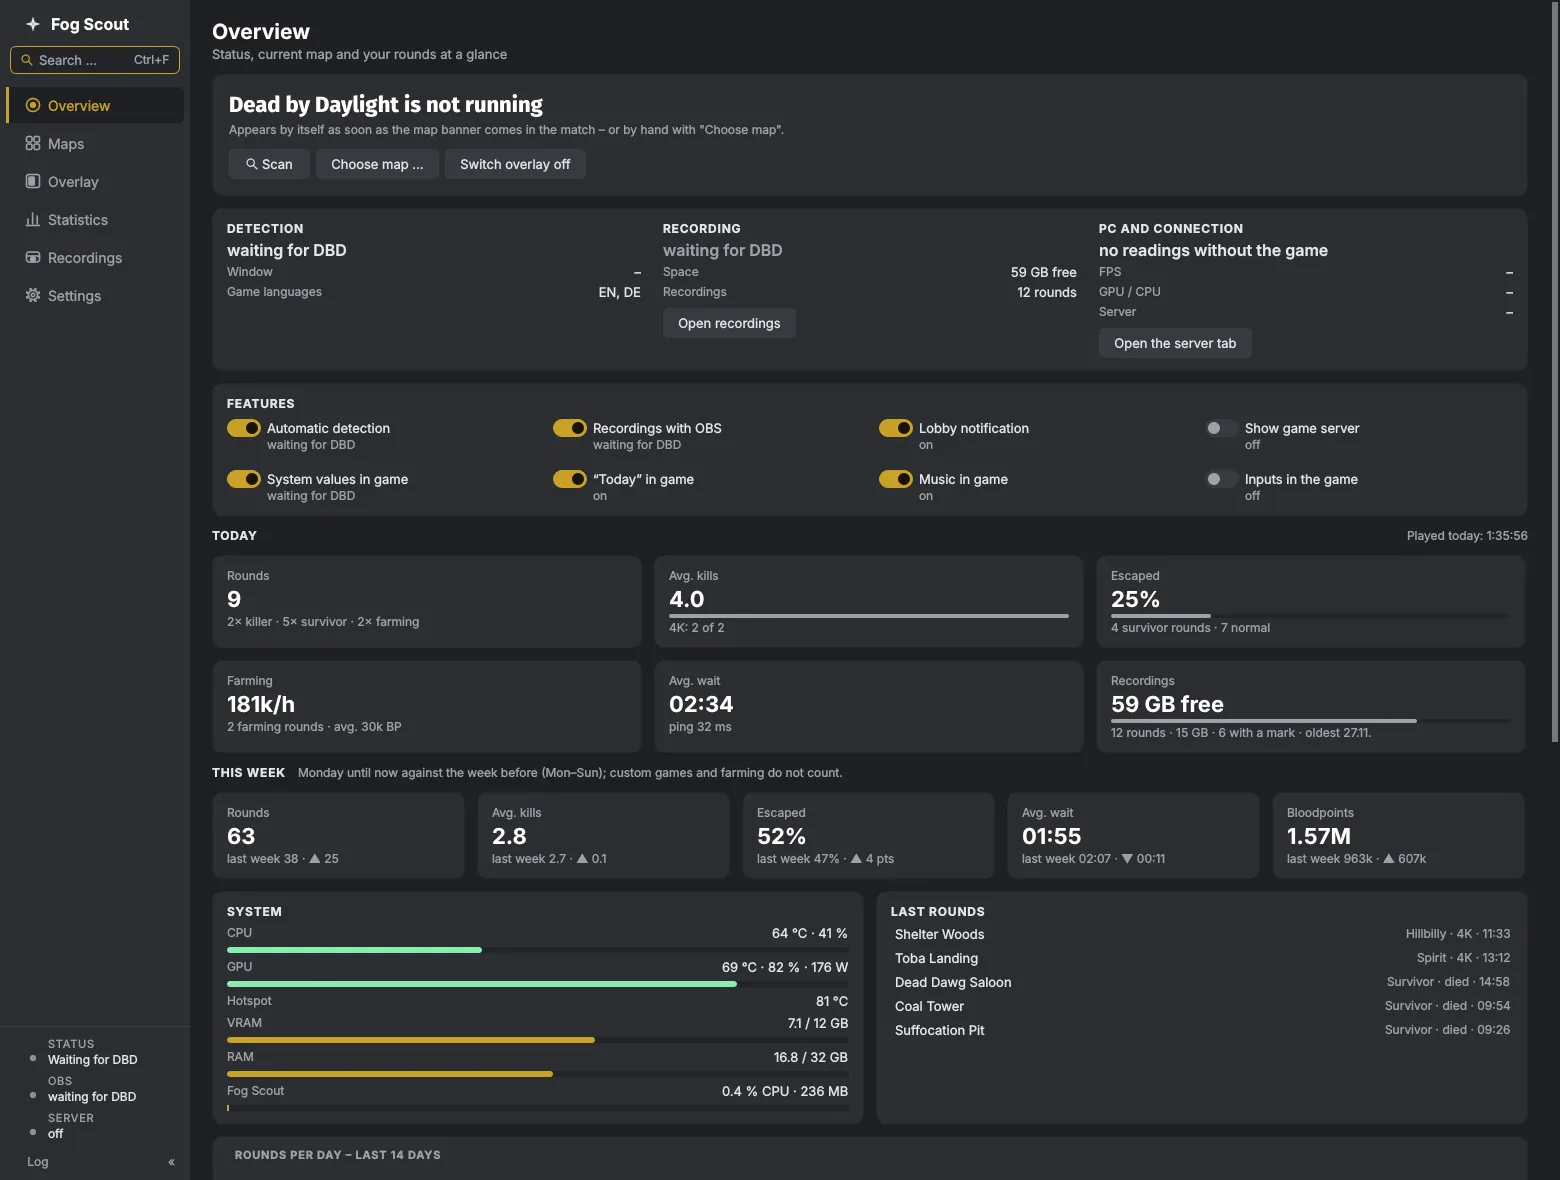 Fog Scout
Search ... Ctrl+F
Overview
Maps
Overlay
Statistics
Recordings
Settings
STATUS
Waiting for DBD
OBS
waiting for DBD
SERVER
off
Log «
Overview
Status, current map and your rounds at a glance
Dead by Daylight is not running
Appears by itself as soon as the map banner comes in the match – or by hand with "Choose map".
Scan Choose map ... Switch overlay off
DETECTION
waiting for DBD
Window –
Game languages EN, DE
RECORDING
waiting for DBD
Space 59 GB free
Recordings 12 rounds
Open recordings
PC AND CONNECTION
no readings without the game
FPS –
GPU / CPU –
Server –
Open the server tab
FEATURES
Automatic detection
waiting for DBD
Recordings with OBS
waiting for DBD
Lobby notification
on
Show game server
off
System values in game
waiting for DBD
“Today” in game
on
Music in game
on
Inputs in the game
off
TODAY Played today: 1:35:56
Rounds
9
2× killer · 5× survivor · 2× farming
Avg. kills
4.0
4K: 2 of 2
Escaped
25%
4 survivor rounds · 7 normal
Farming
181k/h
2 farming rounds · avg. 30k BP
Avg. wait
02:34
ping 32 ms
Recordings
59 GB free
12 rounds · 15 GB · 6 with a mark · oldest 27.11.
THIS WEEK Monday until now against the week before (Mon–Sun); custom games and farming do not count.
Rounds
63
last week 38 · ▲ 25
Avg. kills
2.8
last week 2.7 · ▲ 0.1
Escaped
52%
last week 47% · ▲ 4 pts
Avg. wait
01:55
last week 02:07 · ▼ 00:11
Bloodpoints
1.57M
last week 963k · ▲ 607k
SYSTEM
CPU 64 °C · 41 %
GPU 69 °C · 82 % · 176 W
Hotspot 81 °C
VRAM 7.1 / 12 GB
RAM 16.8 / 32 GB
Fog Scout 0.4 % CPU · 236 MB
LAST ROUNDS
Shelter Woods Hillbilly · 4K · 11:33
Toba Landing Spirit · 4K · 13:12
Dead Dawg Saloon Survivor · died · 14:58
Coal Tower Survivor · died · 09:54
Suffocation Pit Survivor · died · 09:26
ROUNDS PER DAY – LAST 14 DAYS